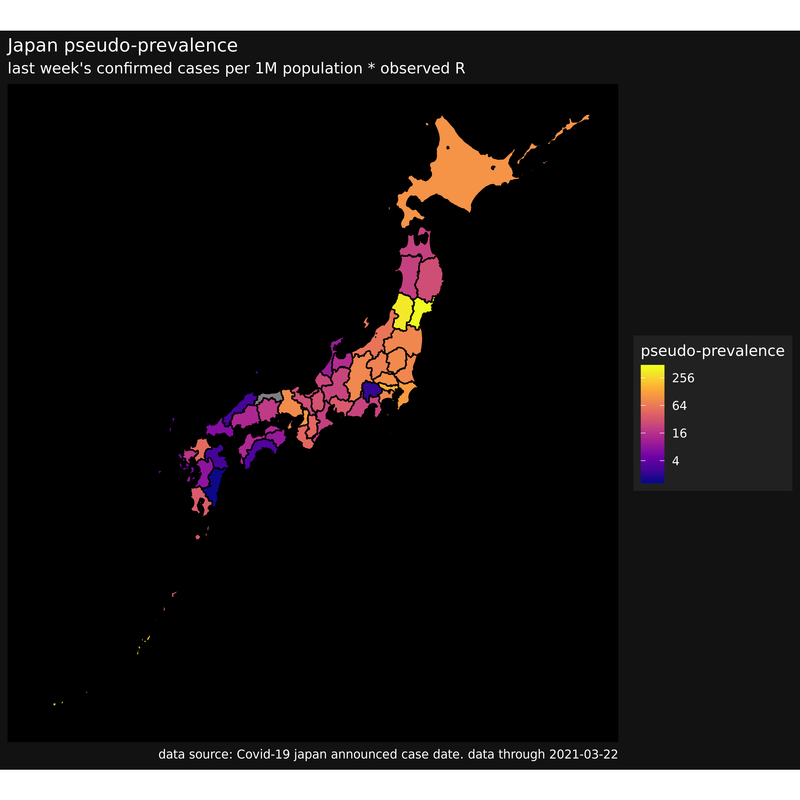 Japan pseudo-prevalence
last week's confirmed cases per 1M population * observed R
pseudo-prevalence
256
64
16
4
data source: Covid-19 japan announced case date. data through 2021-03-22